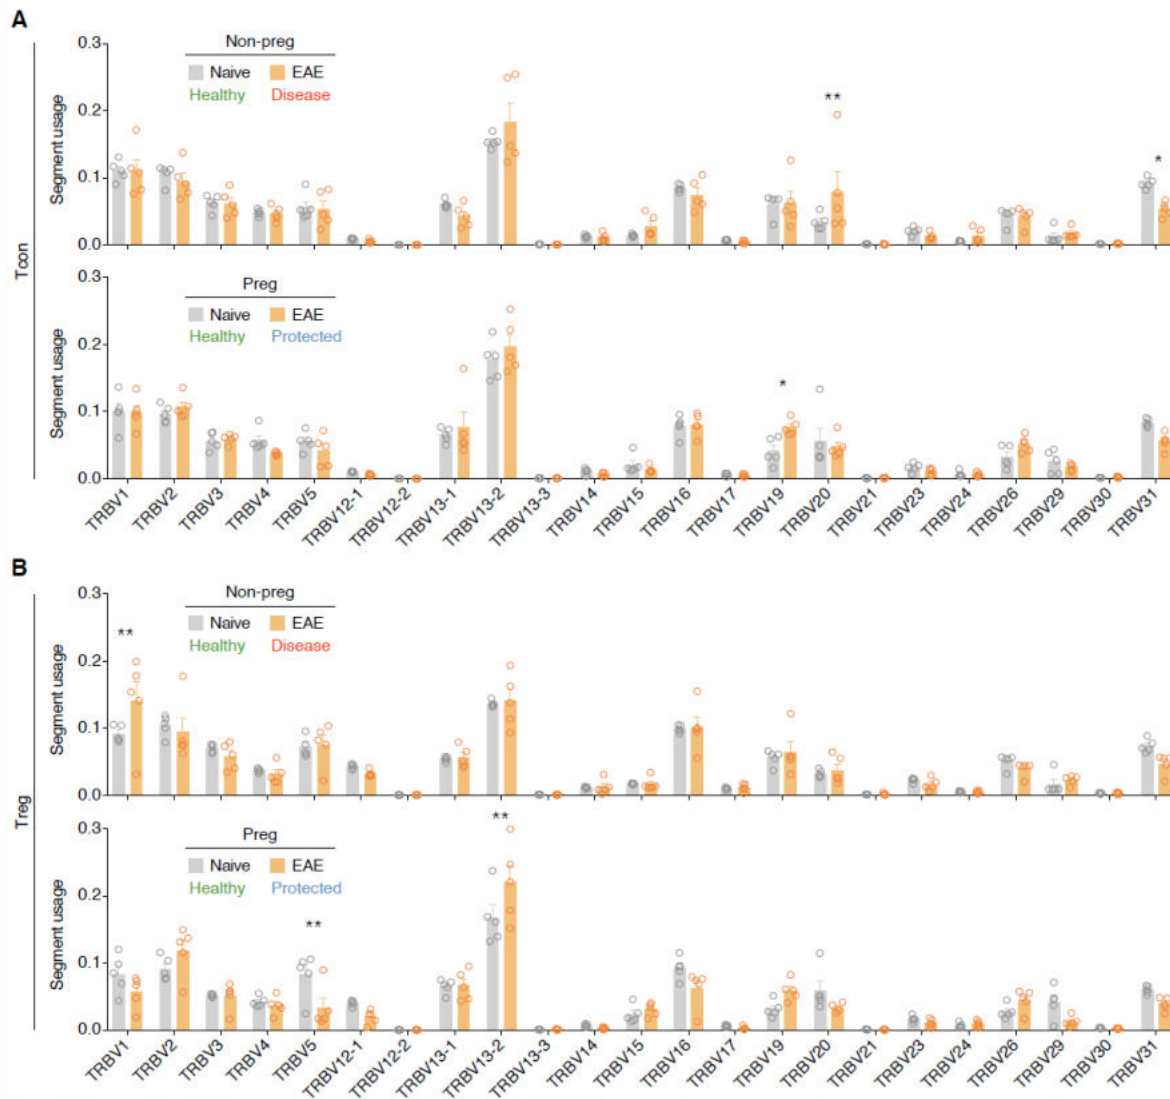 A
Tcon
Segment usage
0.3
0.2
0.1
0.0
Non-preg
Naive EAE
Healthy Disease
**
*
Segment usage
0.3
0.2
0.1
0.0
Preg
Naive EAE
Healthy Protected
*
TRBV1 TRBV2 TRBV3 TRBV4 TRBV5 TRBV12-1 TRBV12-2 TRBV13-1 TRBV13-2 TRBV13-3 TRBV14 TRBV15 TRBV16 TRBV17 TRBV19 TRBV20 TRBV21 TRBV23 TRBV24 TRBV26 TRBV29 TRBV30 TRBV31
B
Treg
Segment usage
0.3
0.2
0.1
0.0
Non-preg
Naive EAE
Healthy Disease
**
Segment usage
0.3
0.2
0.1
0.0
Preg
Naive EAE
Healthy Protected
**
**
TRBV1 TRBV2 TRBV3 TRBV4 TRBV5 TRBV12-1 TRBV12-2 TRBV13-1 TRBV13-2 TRBV13-3 TRBV14 TRBV15 TRBV16 TRBV17 TRBV19 TRBV20 TRBV21 TRBV23 TRBV24 TRBV26 TRBV29 TRBV30 TRBV31